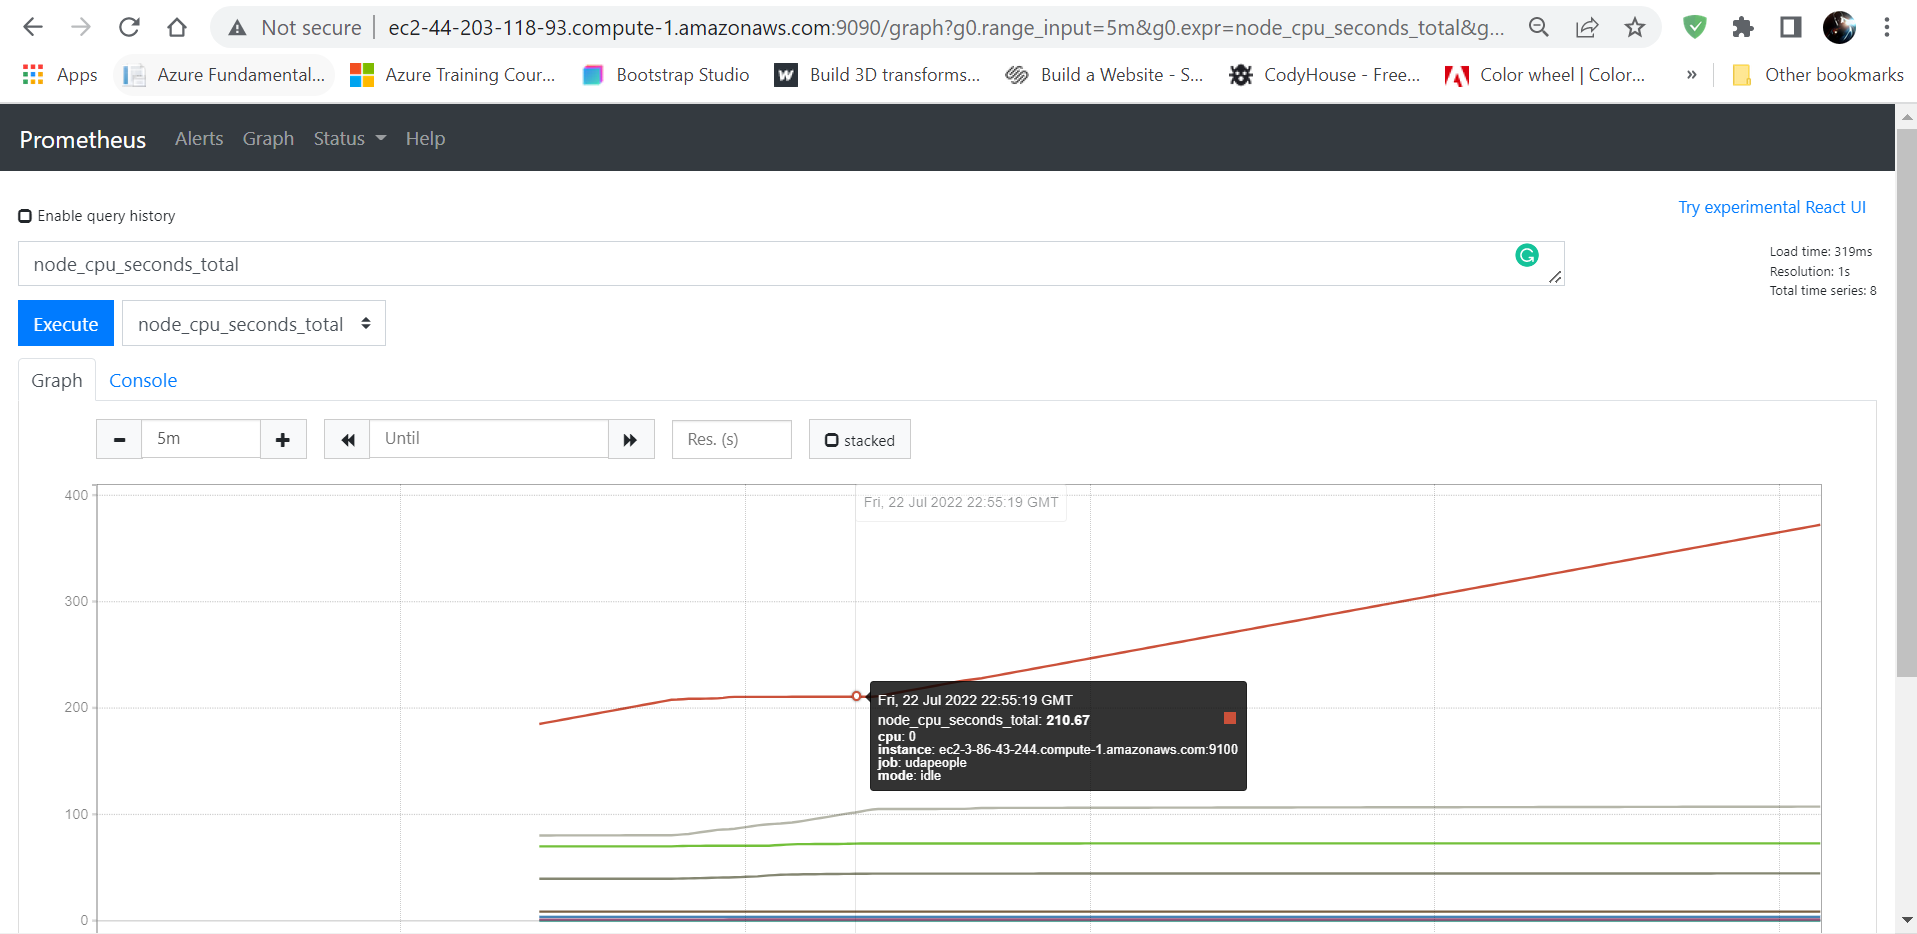 Not secure | ec2-44-203-118-93.compute-1.amazonaws.com:9090/graph?g0.range_input=5m&g0.expr=node_cpu_seconds_total&g...
Apps Azure Fundamental... Azure Training Cour... Bootstrap Studio W Build 3D transforms... Build a Website - S... CodyHouse - Free... Color wheel | Color... » Other bookmarks
Prometheus Alerts Graph Status Help
Enable query history
Try experimental React UI
node_cpu_seconds_total
Load time: 319ms
Resolution: 1s
Total time series: 8
Execute node_cpu_seconds_total
Graph Console
5m Until Res. (s) stacked
400
Fri, 22 Jul 2022 22:55:19 GMT
300
200
Fri, 22 Jul 2022 22:55:19 GMT
node_cpu_seconds_total: 210.67
cpu: 0
instance: ec2-3-86-43-244.compute-1.amazonaws.com:9100
job: udapeople
mode: idle
100
0